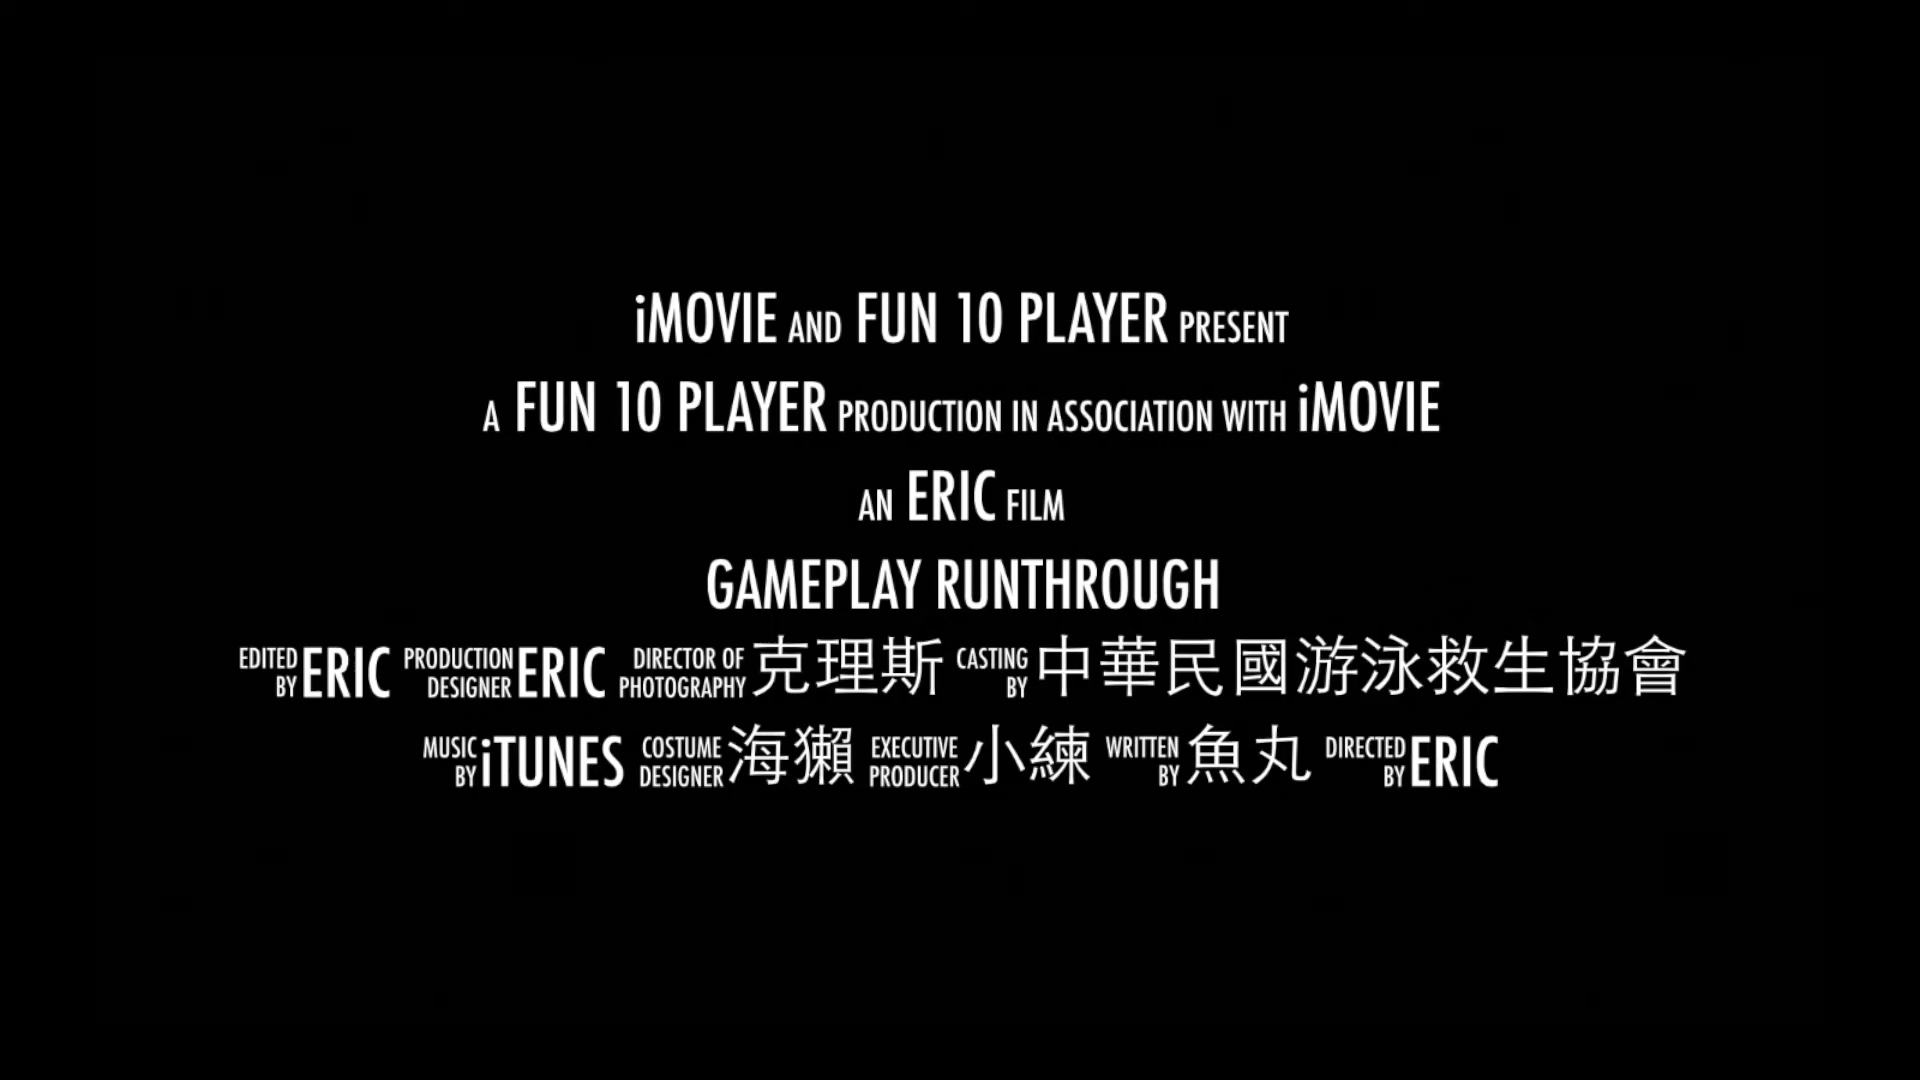 iMOVIE AND FUN 10 PLAYER PRESENT
A FUN 10 PLAYER PRODUCTION IN ASSOCIATION WITH iMOVIE
AN ERIC FILM
GAMEPLAY RUNTHROUGH
EDITED BY ERIC PRODUCTION DESIGNER ERIC DIRECTOR OF PHOTOGRAPHY 克理斯 CASTING BY 中華民國游泳救生協會
MUSIC BY iTUNES COSTUME DESIGNER 海獺 EXECUTIVE PRODUCER 小練 WRITTEN BY 魚丸 DIRECTED BY ERIC